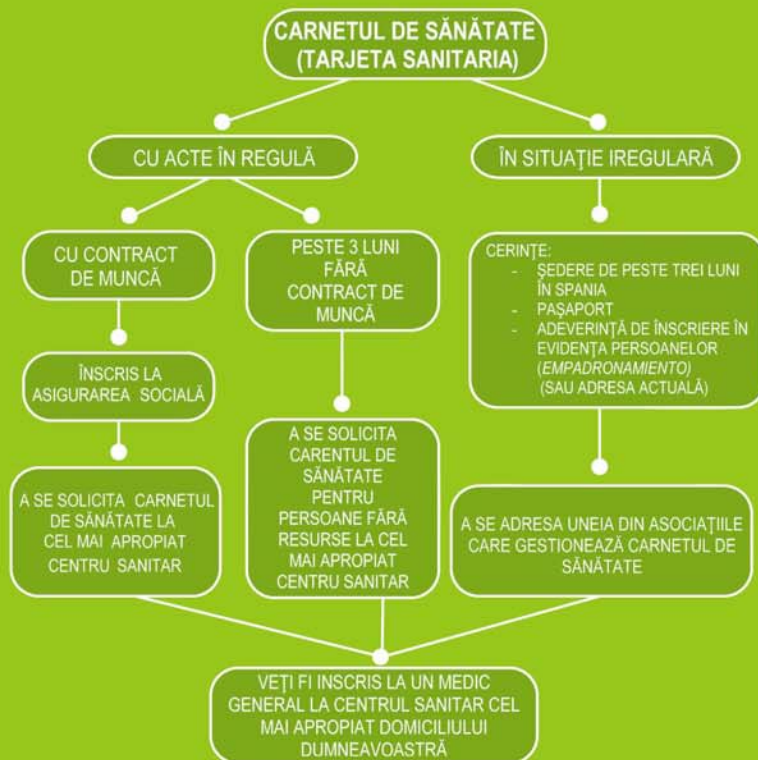 CARNETUL DE SĂNĂTATE
(TARJETA SANITARIA)
CU ACTE ÎN REGULĂ
ÎN SITUAŢIE IREGULARĂ
CU CONTRACT
DE MUNCĂ
PESTE 3 LUNI
FĂRĂ
CONTRACT DE
MUNCĂ
CERINŢE:
- ŞEDERE DE PESTE TREI LUNI
ÎN SPANIA
- PAŞAPORT
- ADEVERINŢĂ DE ÎNSCRIERE ÎN
EVIDENŢA PERSOANELOR
(EMPADRONAMIENTO)
(SAU ADRESA ACTUALĂ)
ÎNSCRIS LA
ASIGURAREA SOCIALĂ
A SE SOLICITA CARNETUL
DE SĂNĂTATE LA
CEL MAI APROPIAT
CENTRU SANITAR
A SE SOLICITA
CARENTUL DE
SĂNĂTATE
PENTRU
PERSOANE FĂRĂ
RESURSE LA CEL
MAI APROPIAT
CENTRU SANITAR
A SE ADRESA UNEIA DIN ASOCIAŢIILE
CARE GESTIONEAZĂ CARNETUL DE
SĂNĂTATE
VEŢI FI INSCRIS LA UN MEDIC
GENERAL LA CENTRUL SANITAR CEL
MAI APROPIAT DOMICILIULUI
DUMNEAVOASTRĂ